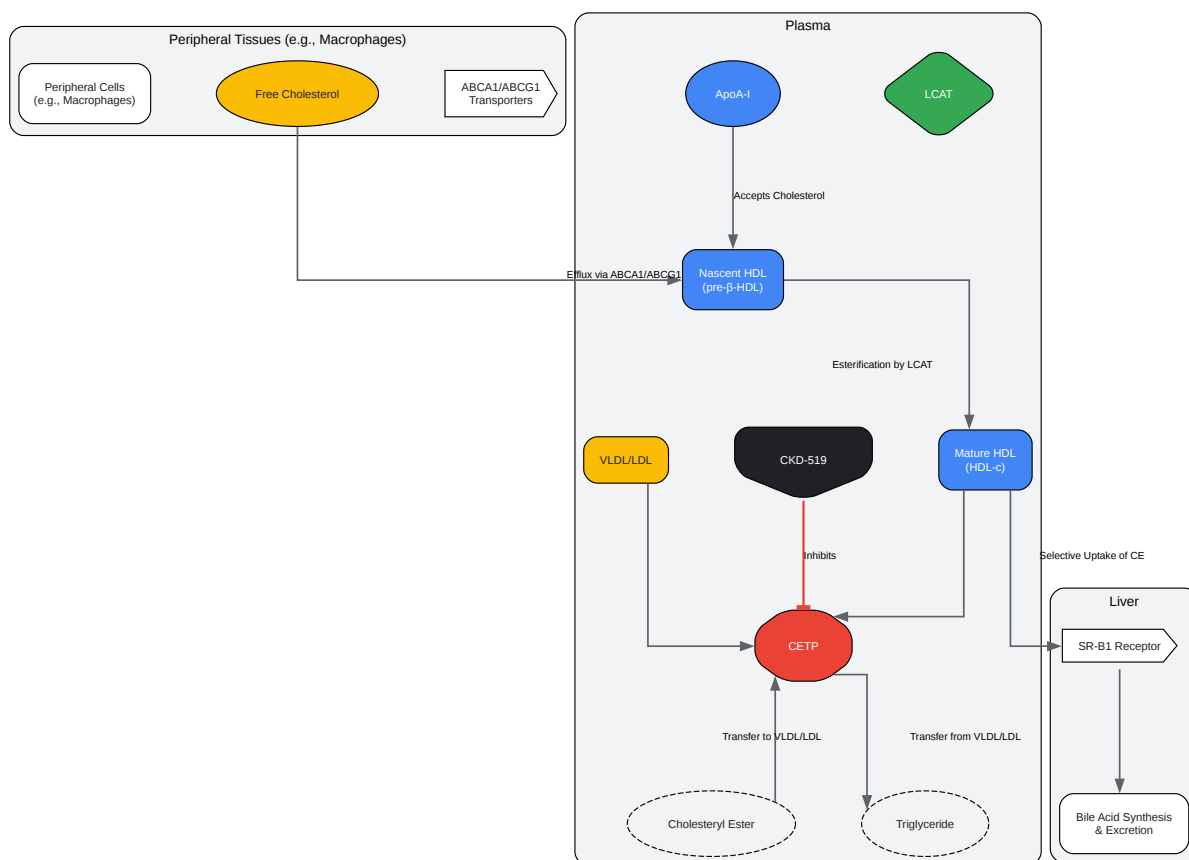 Peripheral Tissues (e.g., Macrophages)
Plasma
Peripheral Cells
(e.g., Macrophages)
Free Cholesterol
ABCA1/ABCG1
Transporters
ApoA-I
LCAT
Accepts Cholesterol
Efflux via ABCA1/ABCG1
Nascent HDL
(pre-β-HDL)
Esterification by LCAT
VLDL/LDL
CKD-519
Mature HDL
(HDL-c)
Inhibits
Selective Uptake of CE
Liver
CETP
SR-B1 Receptor
Transfer to VLDL/LDL
Transfer from VLDL/LDL
Cholesteryl Ester
Triglyceride
Bile Acid Synthesis
& Excretion